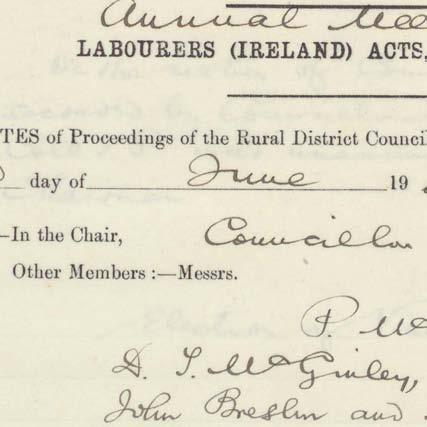 Annual
LABOURERS (IRELAND) ACTS,
TES of Proceedings of the Rural District Council
day of June 19
—In the Chair, Councillor
Other Members :—Messrs.
P. Mc
D. T. McGinley,
John Breslin and